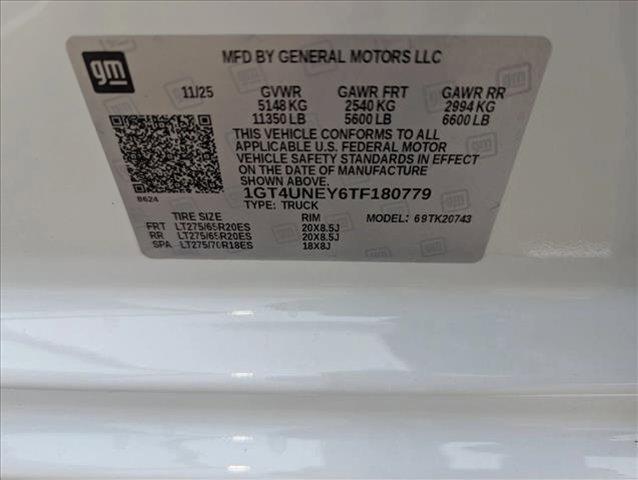 gm
MFD BY GENERAL MOTORS LLC
11/25 GVWR GAWR FRT GAWR RR
5148 KG 2540 KG 2994 KG
11350 LB 5600 LB 6600 LB
THIS VEHICLE CONFORMS TO ALL
APPLICABLE U.S. FEDERAL MOTOR
VEHICLE SAFETY STANDARDS IN EFFECT
ON THE DATE OF MANUFACTURE
SHOWN ABOVE.
8624
1GT4UNEY6TF180779
TYPE: TRUCK
TIRE SIZE RIM MODEL: 69TK20743
FRT LT275/65R20ES 20X8.5J
RR LT275/65R20ES 20X8.5J
SPA LT275/70R18ES 18X8J